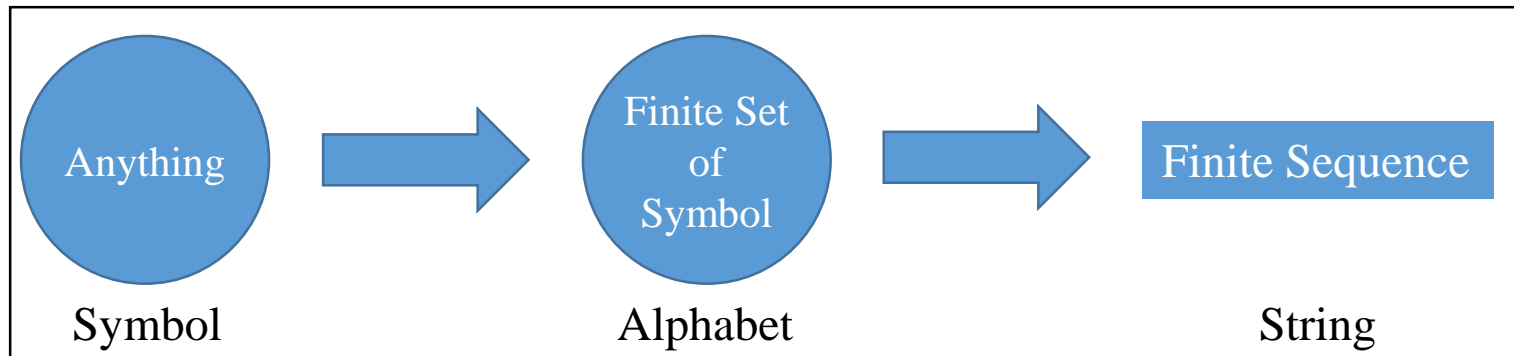 Anything
Finite Set
of
Symbol
Finite Sequence
Symbol
Alphabet
String